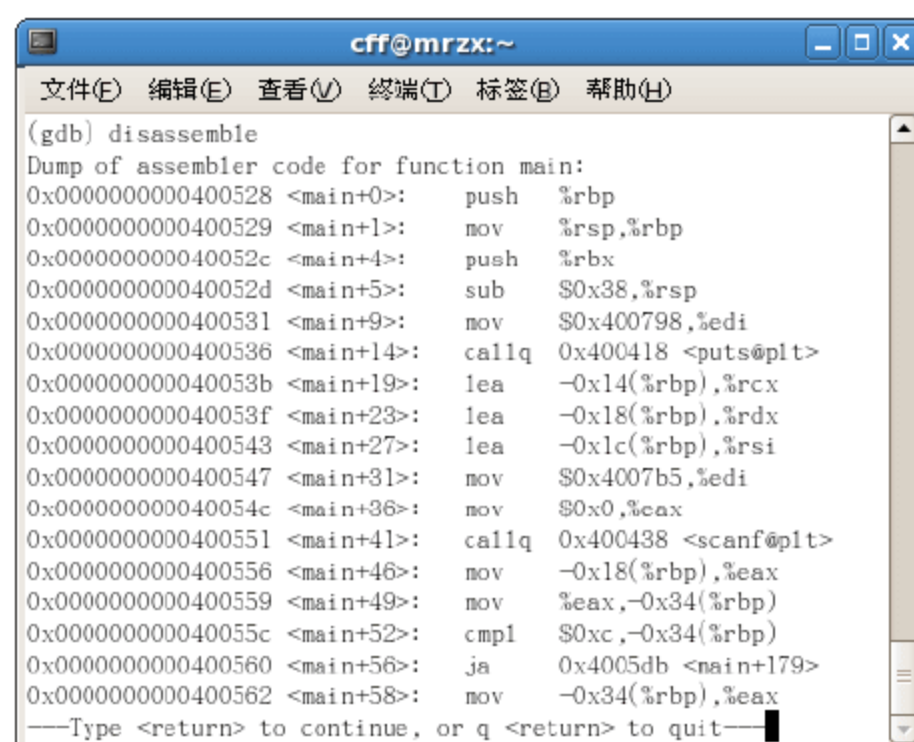 cff@mrzx:~
文件(F) 编辑(E) 查看(V) 终端(T) 标签(B) 帮助(H)
(gdb) disassemble
Dump of assembler code for function main:
0x0000000000400528 <main+0>: push %rbp
0x0000000000400529 <main+1>: mov %rsp,%rbp
0x000000000040052c <main+4>: push %rbx
0x000000000040052d <main+5>: sub $0x38,%rsp
0x0000000000400531 <main+9>: mov $0x400798,%edi
0x0000000000400536 <main+14>: callq 0x400418 <puts@plt>
0x000000000040053b <main+19>: lea -0x14(%rbp),%rcx
0x000000000040053f <main+23>: lea -0x18(%rbp),%rdx
0x0000000000400543 <main+27>: lea -0x1c(%rbp),%rsi
0x0000000000400547 <main+31>: mov $0x4007b5,%edi
0x000000000040054c <main+36>: mov $0x0,%eax
0x0000000000400551 <main+41>: callq 0x400438 <scanf@plt>
0x0000000000400556 <main+46>: mov -0x18(%rbp),%eax
0x0000000000400559 <main+49>: mov %eax,-0x34(%rbp)
0x000000000040055c <main+52>: cmpl $0xc,-0x34(%rbp)
0x0000000000400560 <main+56>: ja 0x4005db <main+179>
0x0000000000400562 <main+58>: mov -0x34(%rbp),%eax
---Type <return> to continue, or q <return> to quit---